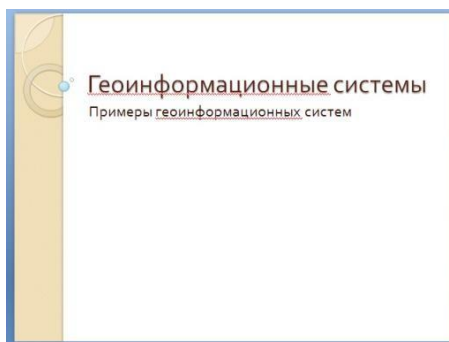 Геоинформационные системы
Примеры геоинформационных систем